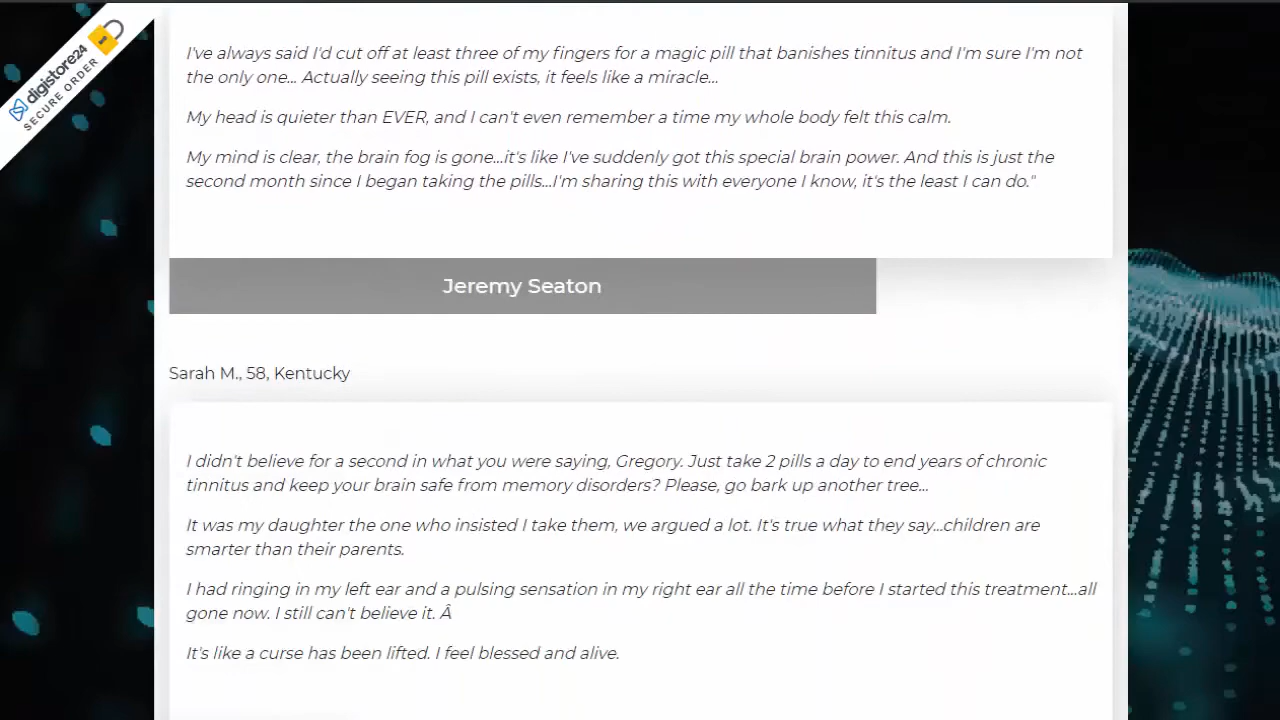 digistore24
SECURE ORDER
I've always said I'd cut off at least three of my fingers for a magic pill that banishes tinnitus and I'm sure I'm not
the only one... Actually seeing this pill exists, it feels like a miracle...
My head is quieter than EVER, and I can't even remember a time my whole body felt this calm.
My mind is clear, the brain fog is gone...it's like I've suddenly got this special brain power. And this is just the
second month since I began taking the pills...I'm sharing this with everyone I know, it's the least I can do."
Jeremy Seaton
Sarah M., 58, Kentucky
I didn't believe for a second in what you were saying, Gregory. Just take 2 pills a day to end years of chronic
tinnitus and keep your brain safe from memory disorders? Please, go bark up another tree...
It was my daughter the one who insisted I take them, we argued a lot. It's true what they say...children are
smarter than their parents.
I had ringing in my left ear and a pulsing sensation in my right ear all the time before I started this treatment...all
gone now. I still can't believe it. Â
It's like a curse has been lifted. I feel blessed and alive.